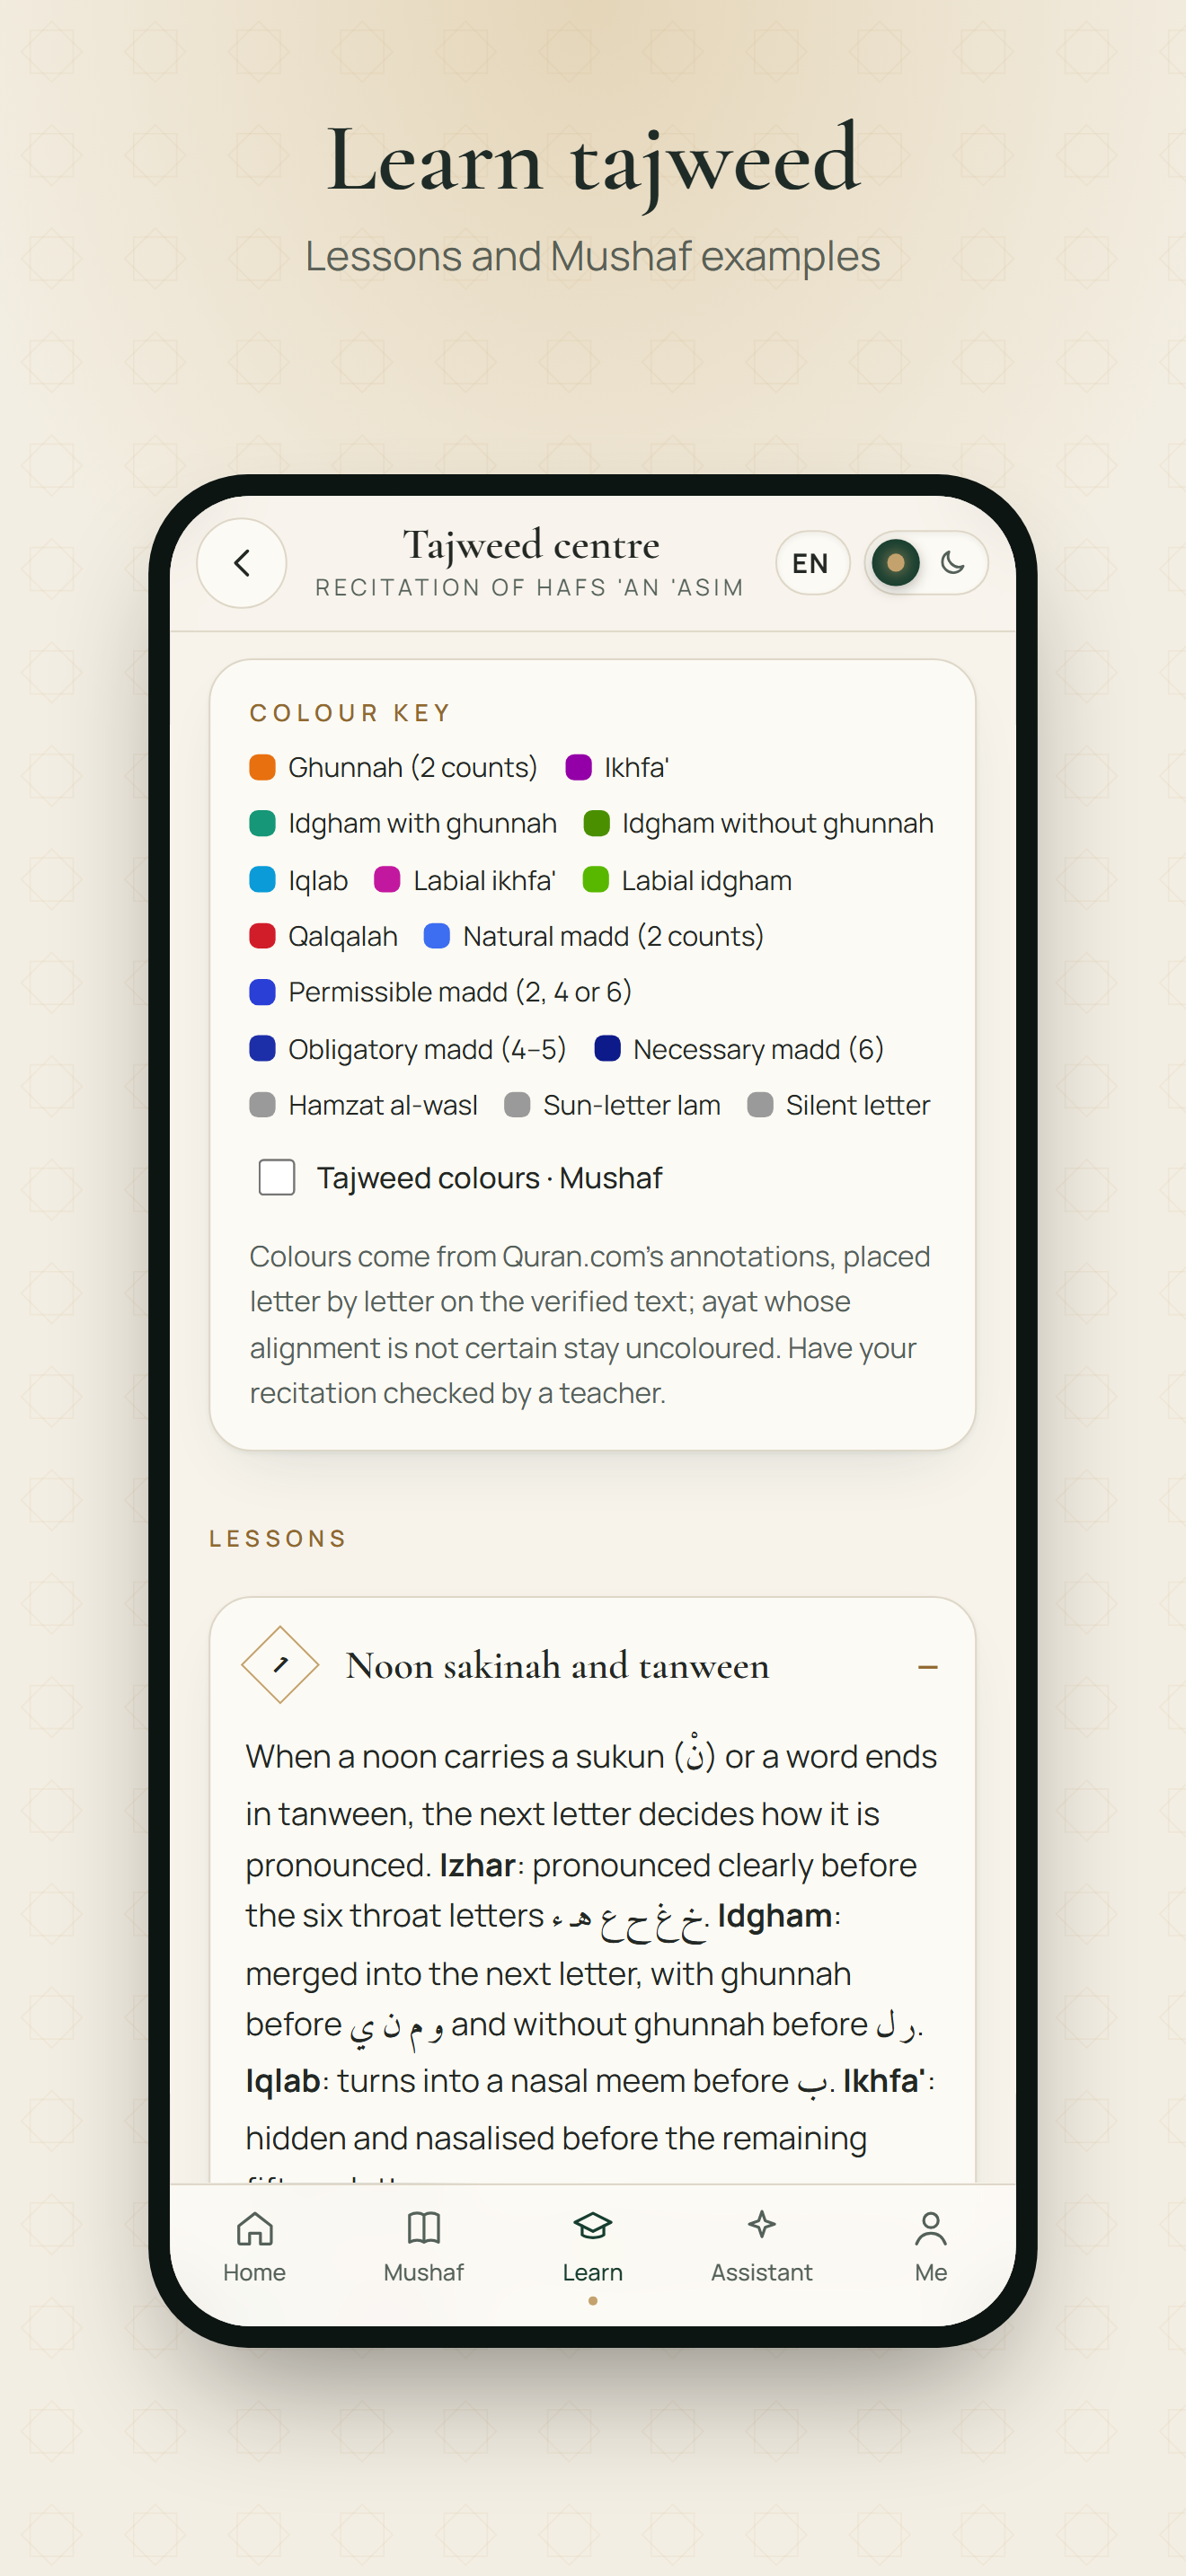 Learn tajweed
Lessons and Mushaf examples
Tajweed centre
RECITATION OF HAFS 'AN 'ASIM
EN
COLOUR KEY
Ghunnah (2 counts) Ikhfa'
Idgham with ghunnah Idgham without ghunnah
Iqlab Labial ikhfa' Labial idgham
Qalqalah Natural madd (2 counts)
Permissible madd (2, 4 or 6)
Obligatory madd (4–5) Necessary madd (6)
Hamzat al-wasl Sun-letter lam Silent letter
Tajweed colours · Mushaf
Colours come from Quran.com’s annotations, placed
letter by letter on the verified text; ayat whose
alignment is not certain stay uncoloured. Have your
recitation checked by a teacher.
LESSONS
1 Noon sakinah and tanween –
When a noon carries a sukun (نْ) or a word ends
in tanween, the next letter decides how it is
pronounced. Izhar: pronounced clearly before
the six throat letters خ غ ح ع هـ ء. Idgham:
merged into the next letter, with ghunnah
before و م ن ي and without ghunnah before ر ل.
Iqlab: turns into a nasal meem before ب. Ikhfa':
hidden and nasalised before the remaining
Home Mushaf Learn Assistant Me